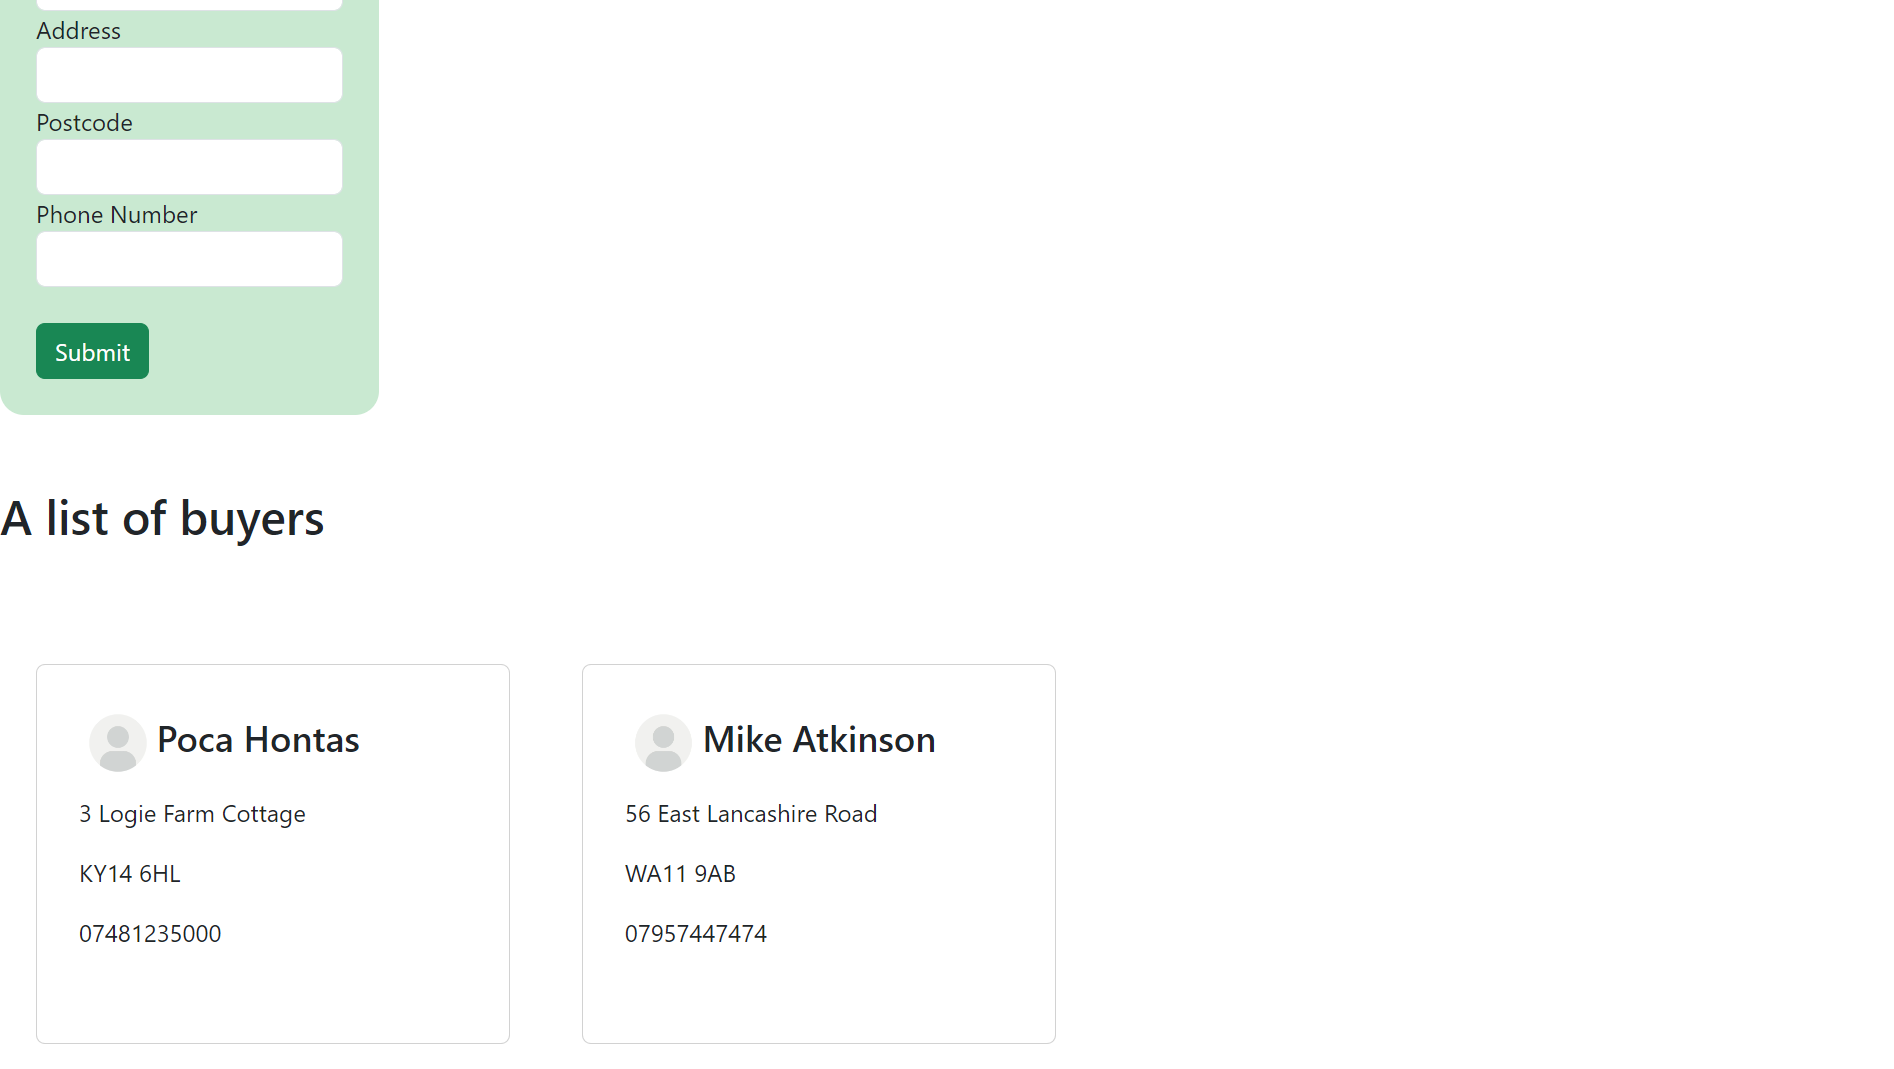 Address
Postcode
Phone Number
Submit
A list of buyers
Poca Hontas
3 Logie Farm Cottage
KY14 6HL
07481235000
Mike Atkinson
56 East Lancashire Road
WA11 9AB
07957447474